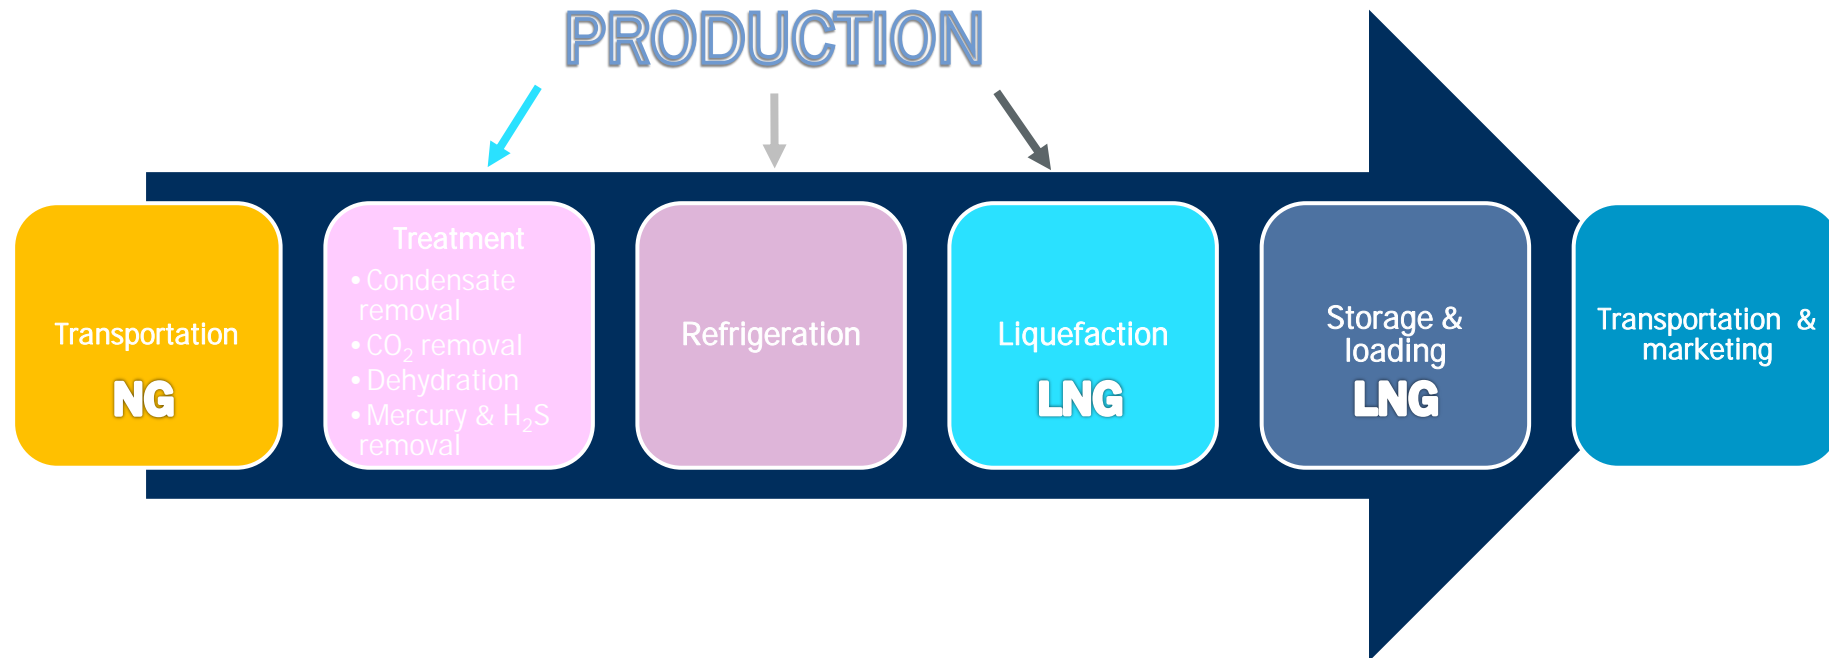 PRODUCTION
Transportation
NG
Treatment
• Condensate
removal
• CO₂ removal
• Dehydration
• Mercury & H₂S
removal
Refrigeration
Liquefaction
LNG
Storage &
loading
LNG
Transportation &
marketing